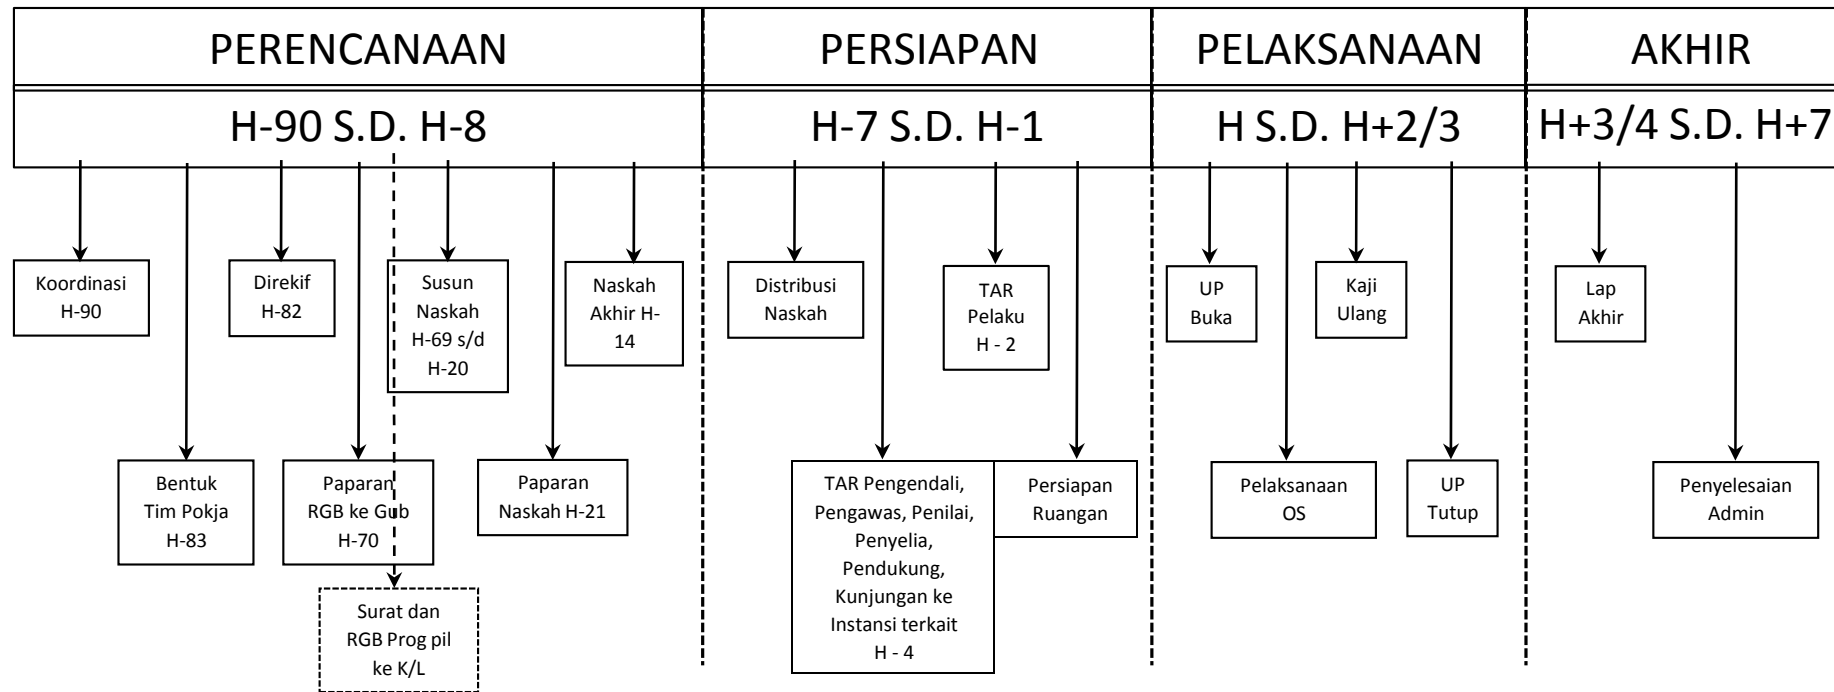 PERENCANAAN
PERSIAPAN
PELAKSANAAN
AKHIR
H-90 S.D. H-8
H-7 S.D. H-1
H S.D. H+2/3
H+3/4 S.D. H+7
Koordinasi
H-90
Direkif
H-82
Susun
Naskah
H-69 s/d
H-20
Naskah
Akhir H-
14
Distribusi
Naskah
TAR
Pelaku
H - 2
UP
Buka
Kaji
Ulang
Lap
Akhir
Bentuk
Tim Pokja
H-83
Paparan
RGB ke Gub
H-70
Paparan
Naskah H-21
TAR Pengendali,
Pengawas, Penilai,
Penyelia,
Pendukung,
Kunjungan ke
Instansi terkait
H - 4
Persiapan
Ruangan
Pelaksanaan
OS
UP
Tutup
Penyelesaian
Admin
Surat dan
RGB Prog pil
ke K/L